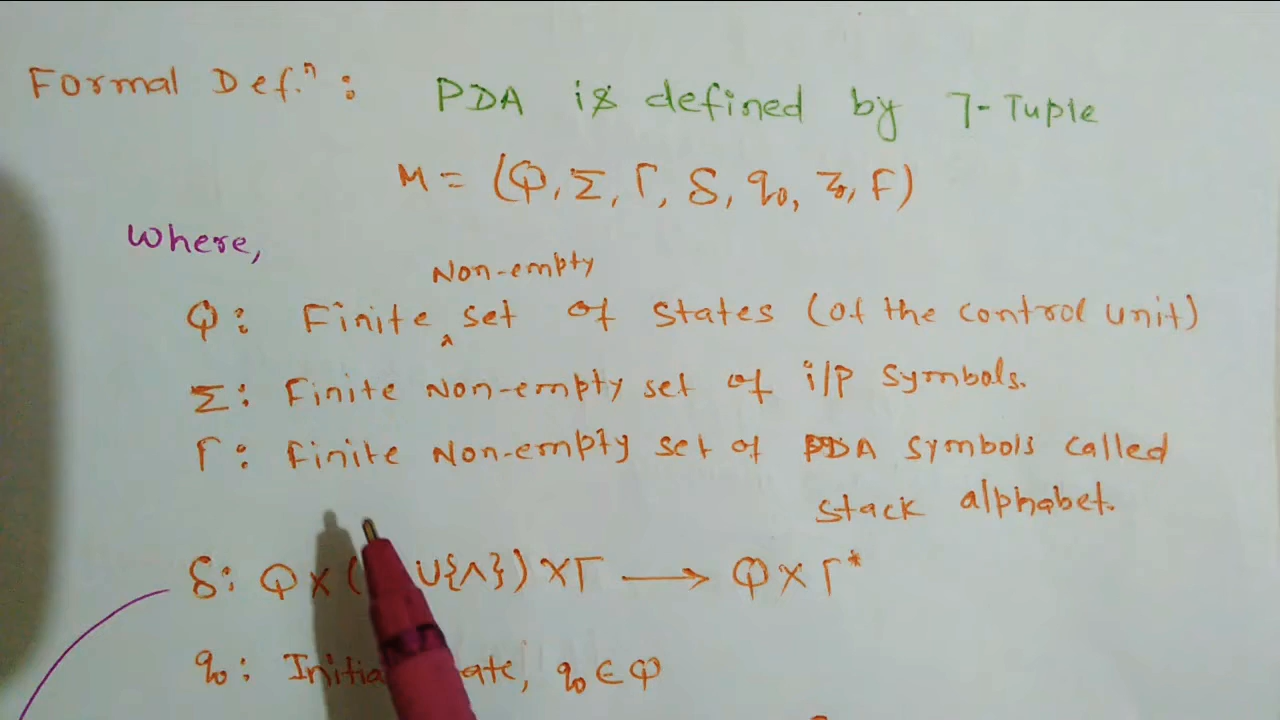 Formal Def.ⁿ : PDA is defined by 7-Tuple
M = (Q, Σ, Γ, δ, q₀, z₀, F)
Where,
Non-empty
Q: Finite ^ set of states (of the control unit)
Σ: Finite Non-empty set of i/p symbols.
Γ: Finite Non-empty set of PDA symbols called
stack alphabet.
δ: Q × ( ∪{Λ}) × Γ ⟶ Q × Γ*
q₀: q₀ ∈ Q